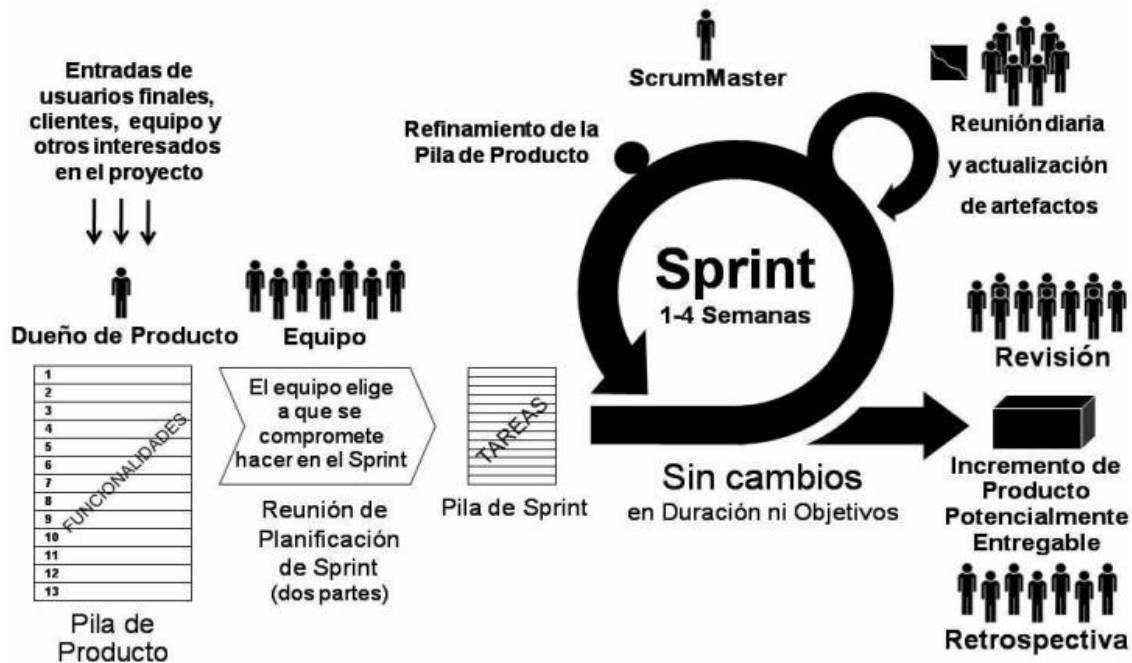 Entradas de
usuarios finales,
clientes, equipo y
otros interesados
en el proyecto
Dueño de Producto
1
2
3
4
5
6
7
8
9
10
11
12
13
FUNCIONALIDADES
Pila de
Producto
Equipo
El equipo elige
a que se
compromete
hacer en el Sprint
Reunión de
Planificación
de Sprint
(dos partes)
TAREAS
Pila de Sprint
ScrumMaster
Refinamiento de la
Pila de Producto
Sprint
1-4 Semanas
Sin cambios
en Duración ni Objetivos
Reunión diaria
y actualización
de artefactos
Revisión
Incremento de
Producto
Potencialmente
Entregable
Retrospectiva